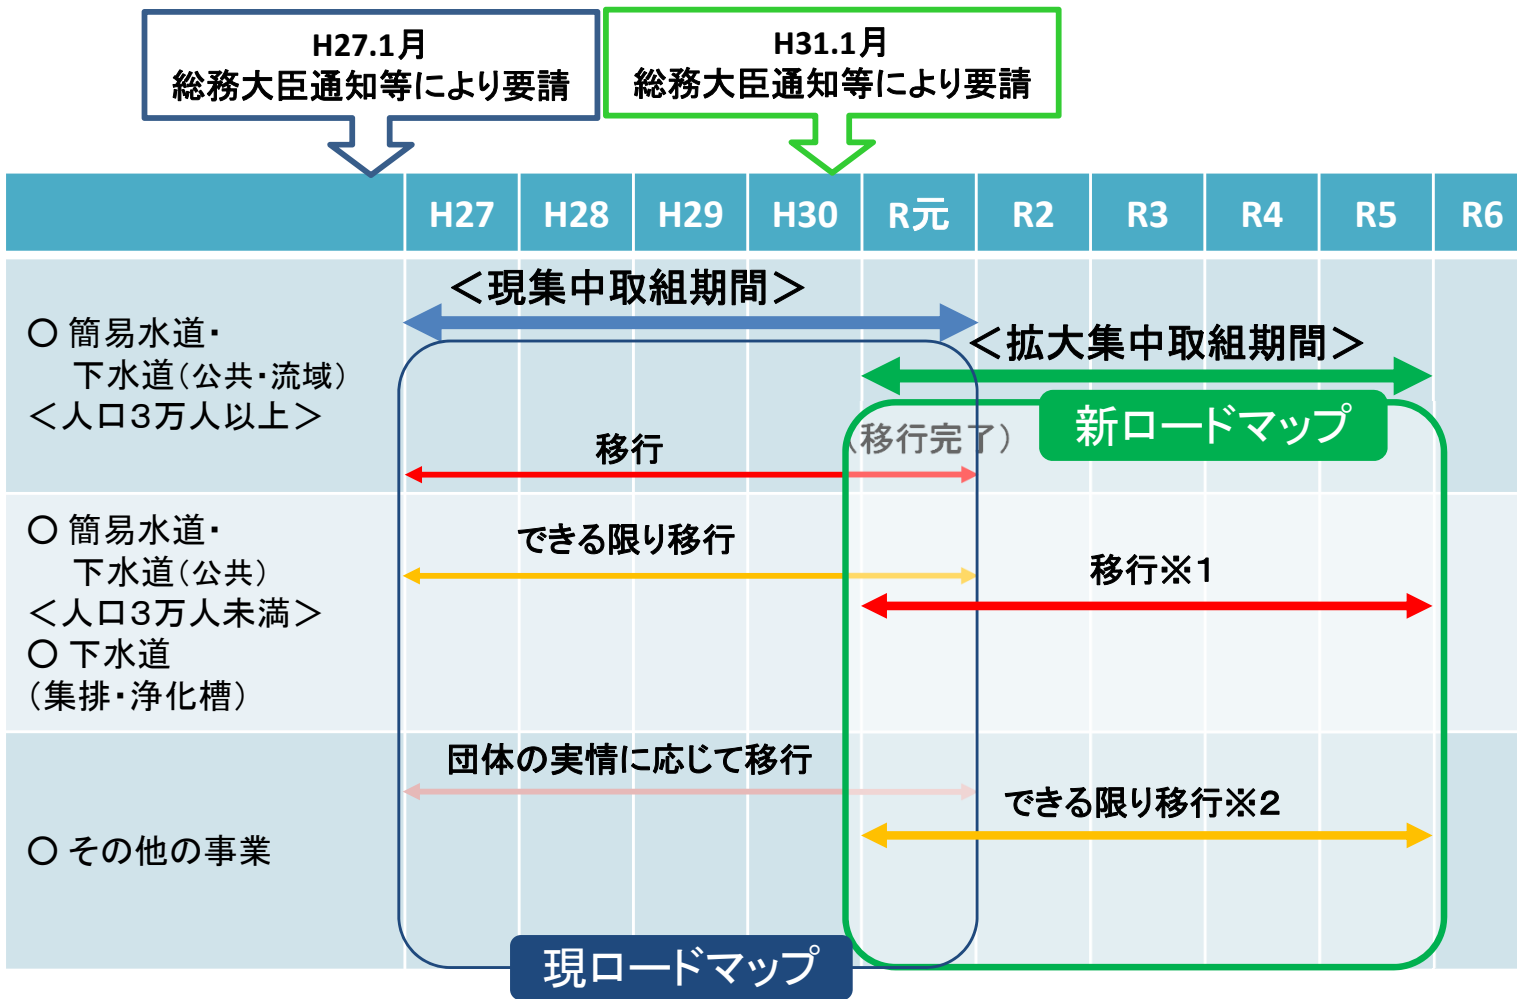 H27.1月
総務大臣通知等により要請
H31.1月
総務大臣通知等により要請
H27 H28 H29 H30 R元 R2 R3 R4 R5 R6
＜現集中取組期間＞
＜拡大集中取組期間＞
新ロードマップ
○ 簡易水道・
下水道（公共・流域）
＜人口３万人以上＞
移行
（移行完了）
○ 簡易水道・
下水道（公共）
＜人口３万人未満＞
○ 下水道
（集排・浄化槽）
できる限り移行
移行※１
○ その他の事業
団体の実情に応じて移行
できる限り移行※２
現ロードマップ